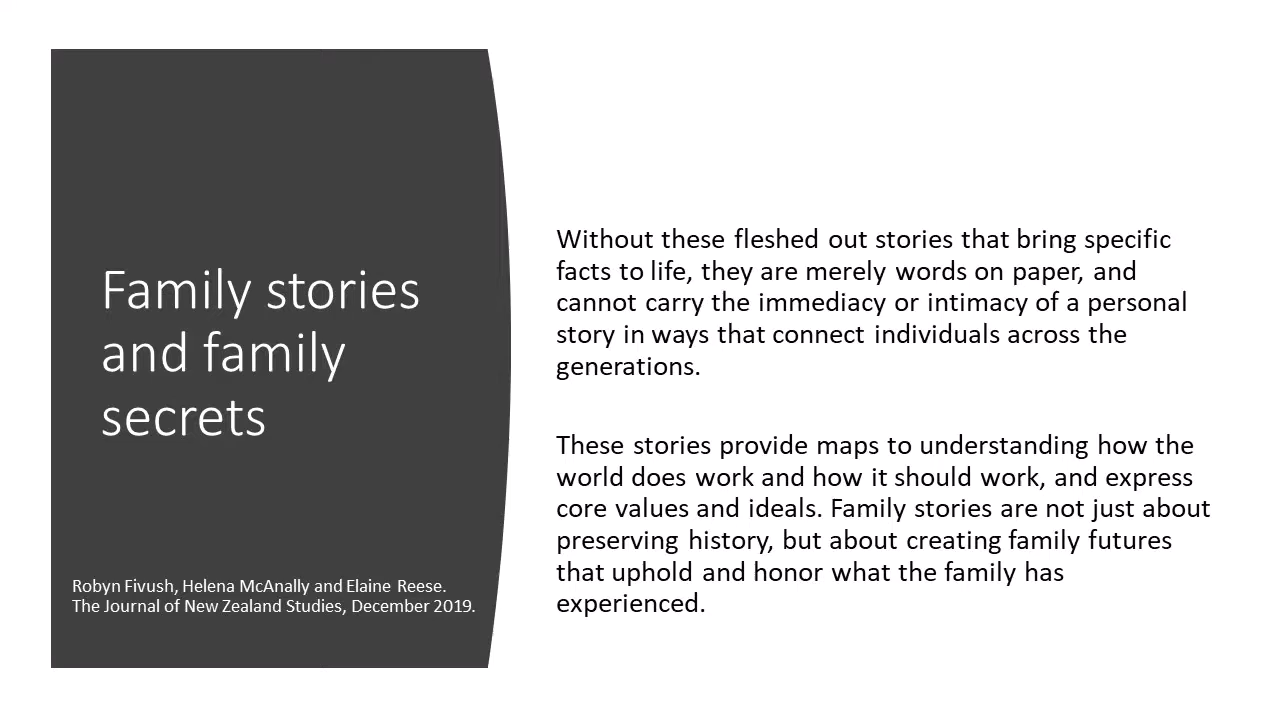 Family stories
and family
secrets
Robyn Fivush, Helena McAnally and Elaine Reese.
The Journal of New Zealand Studies, December 2019.
Without these fleshed out stories that bring specific
facts to life, they are merely words on paper, and
cannot carry the immediacy or intimacy of a personal
story in ways that connect individuals across the
generations.
These stories provide maps to understanding how the
world does work and how it should work, and express
core values and ideals. Family stories are not just about
preserving history, but about creating family futures
that uphold and honor what the family has
experienced.